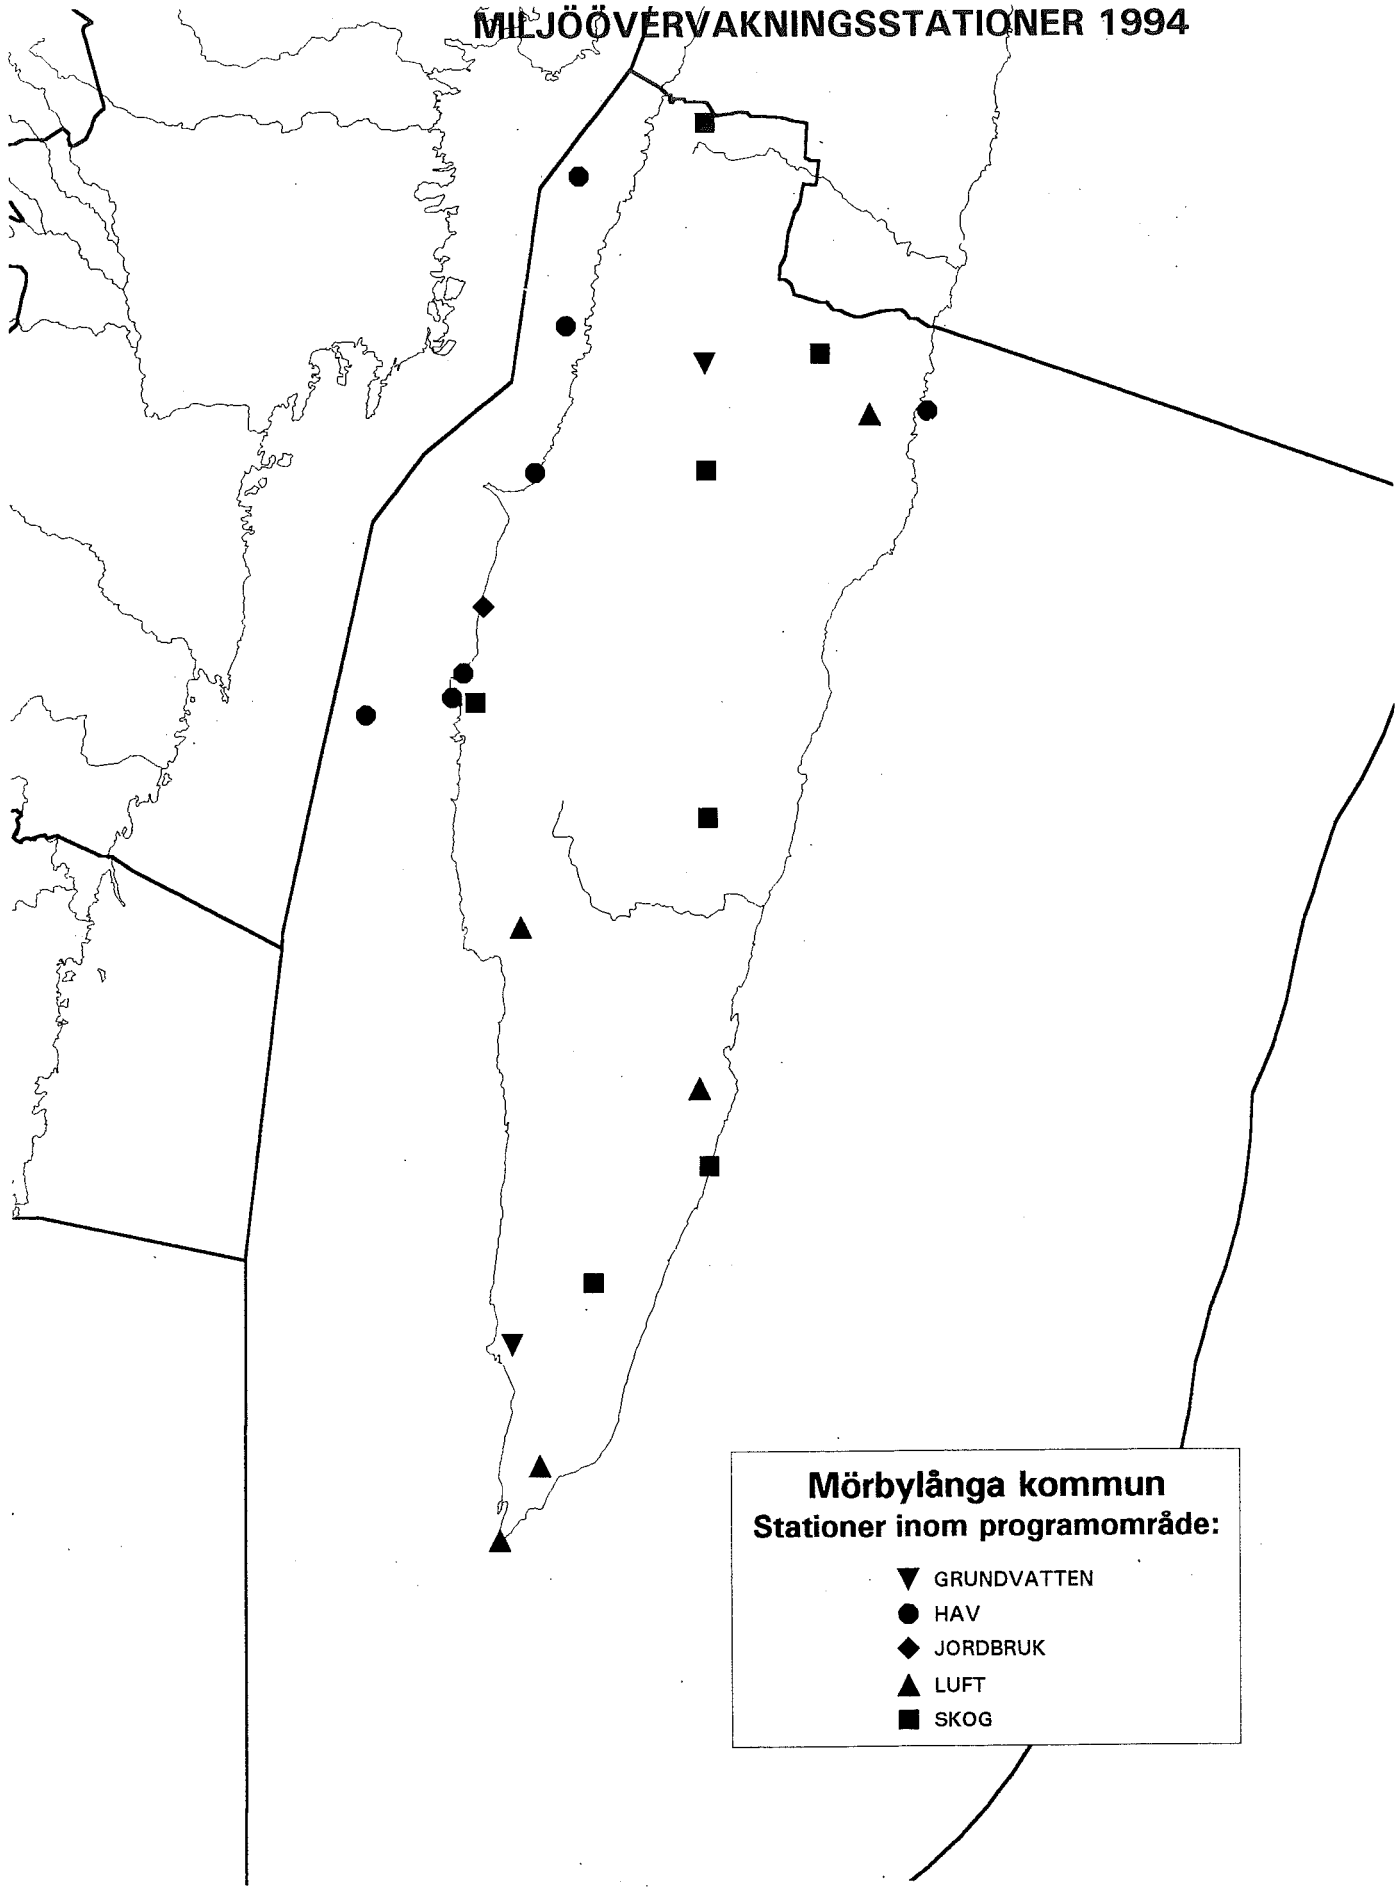 MILJÖÖVERVAKNINGSSTATIONER 1994
Mörbylånga kommun
Stationer inom programområde:
GRUNDVATTEN
HAV
JORDBRUK
LUFT
SKOG